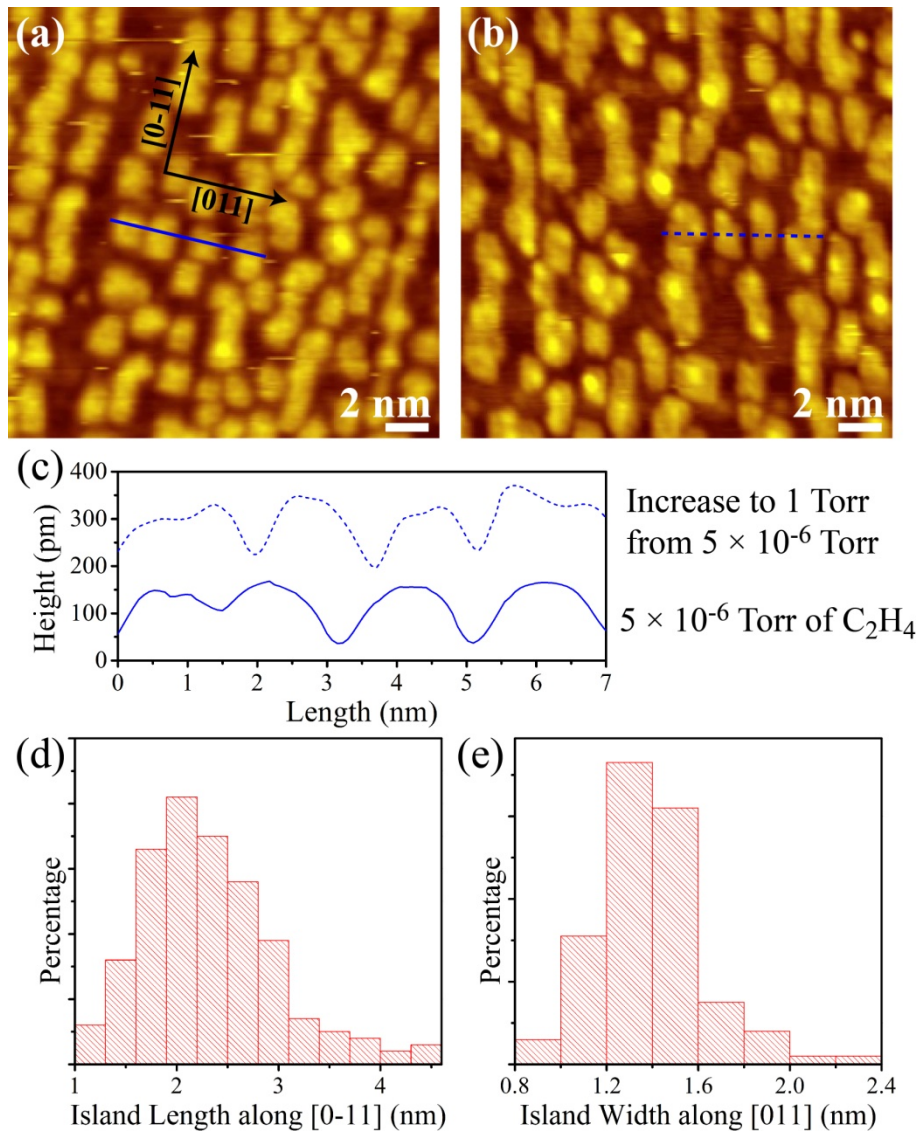 (a)
[0-11]
[011]
2 nm
(b)
2 nm
(c)
400
300
200
100
0
Height (pm)
0 1 2 3 4 5 6 7
Length (nm)
Increase to 1 Torr
from 5 × 10⁻⁶ Torr
5 × 10⁻⁶ Torr of C₂H₄
(d)
Percentage
1 2 3 4
Island Length along [0-11] (nm)
(e)
Percentage
0.8 1.2 1.6 2.0 2.4
Island Width along [011] (nm)